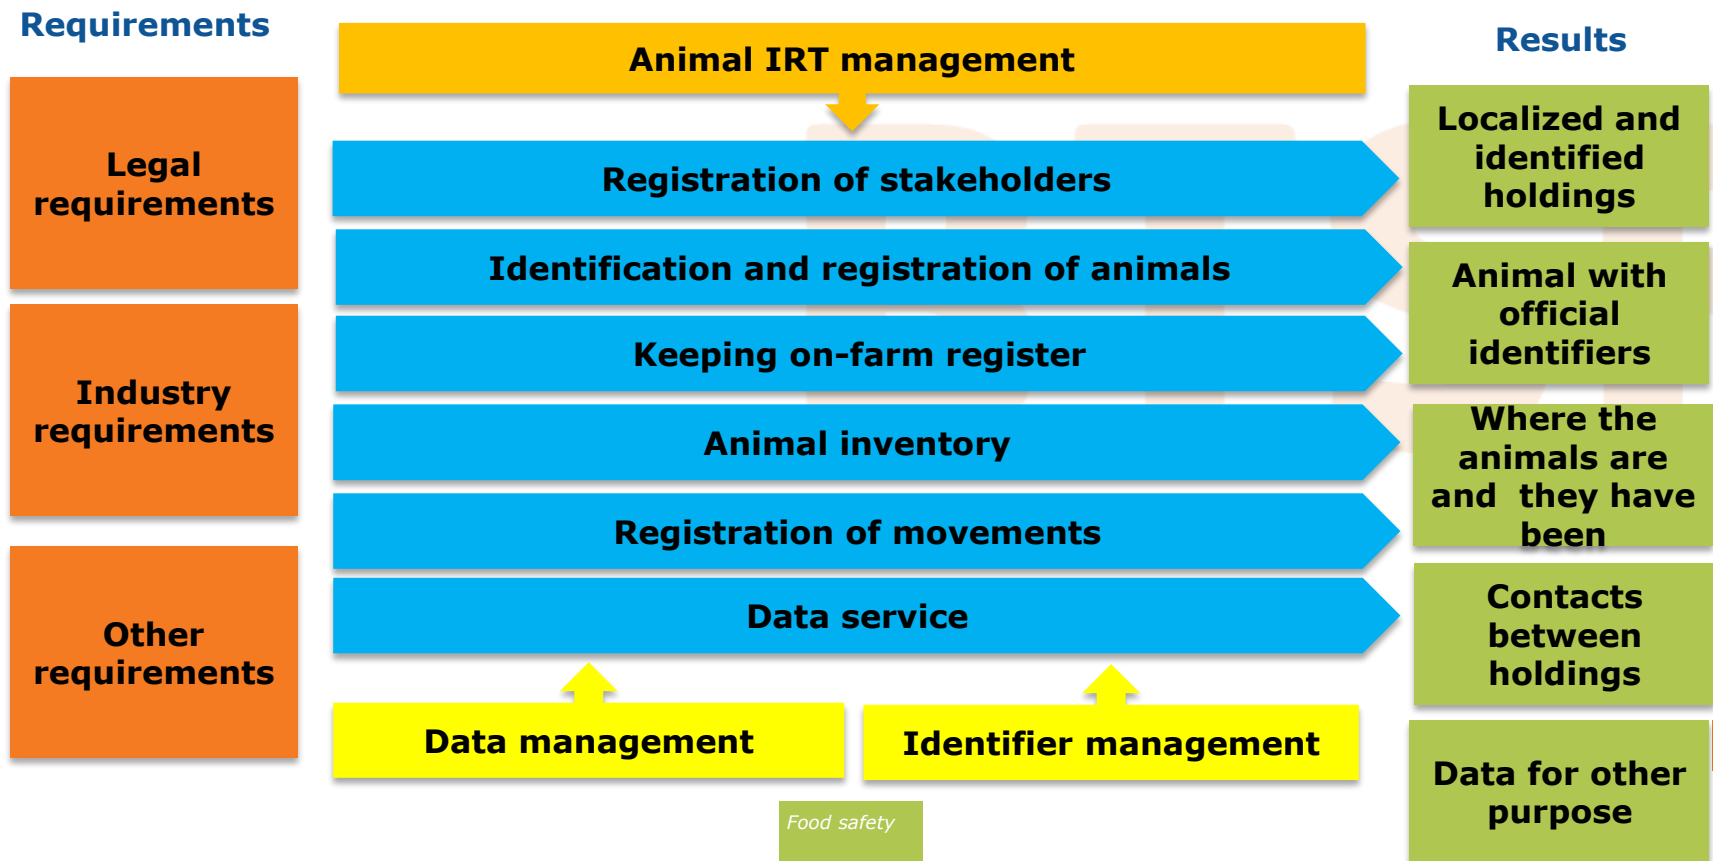 Requirements
Legal
requirements
Industry
requirements
Other
requirements
Animal IRT management
Registration of stakeholders
Identification and registration of animals
Keeping on-farm register
Animal inventory
Registration of movements
Data service
Data management
Identifier management
Food safety
Results
Localized and
identified
holdings
Animal with
official
identifiers
Where the
animals are
and  they have
been
Contacts
between
holdings
Data for other
purpose